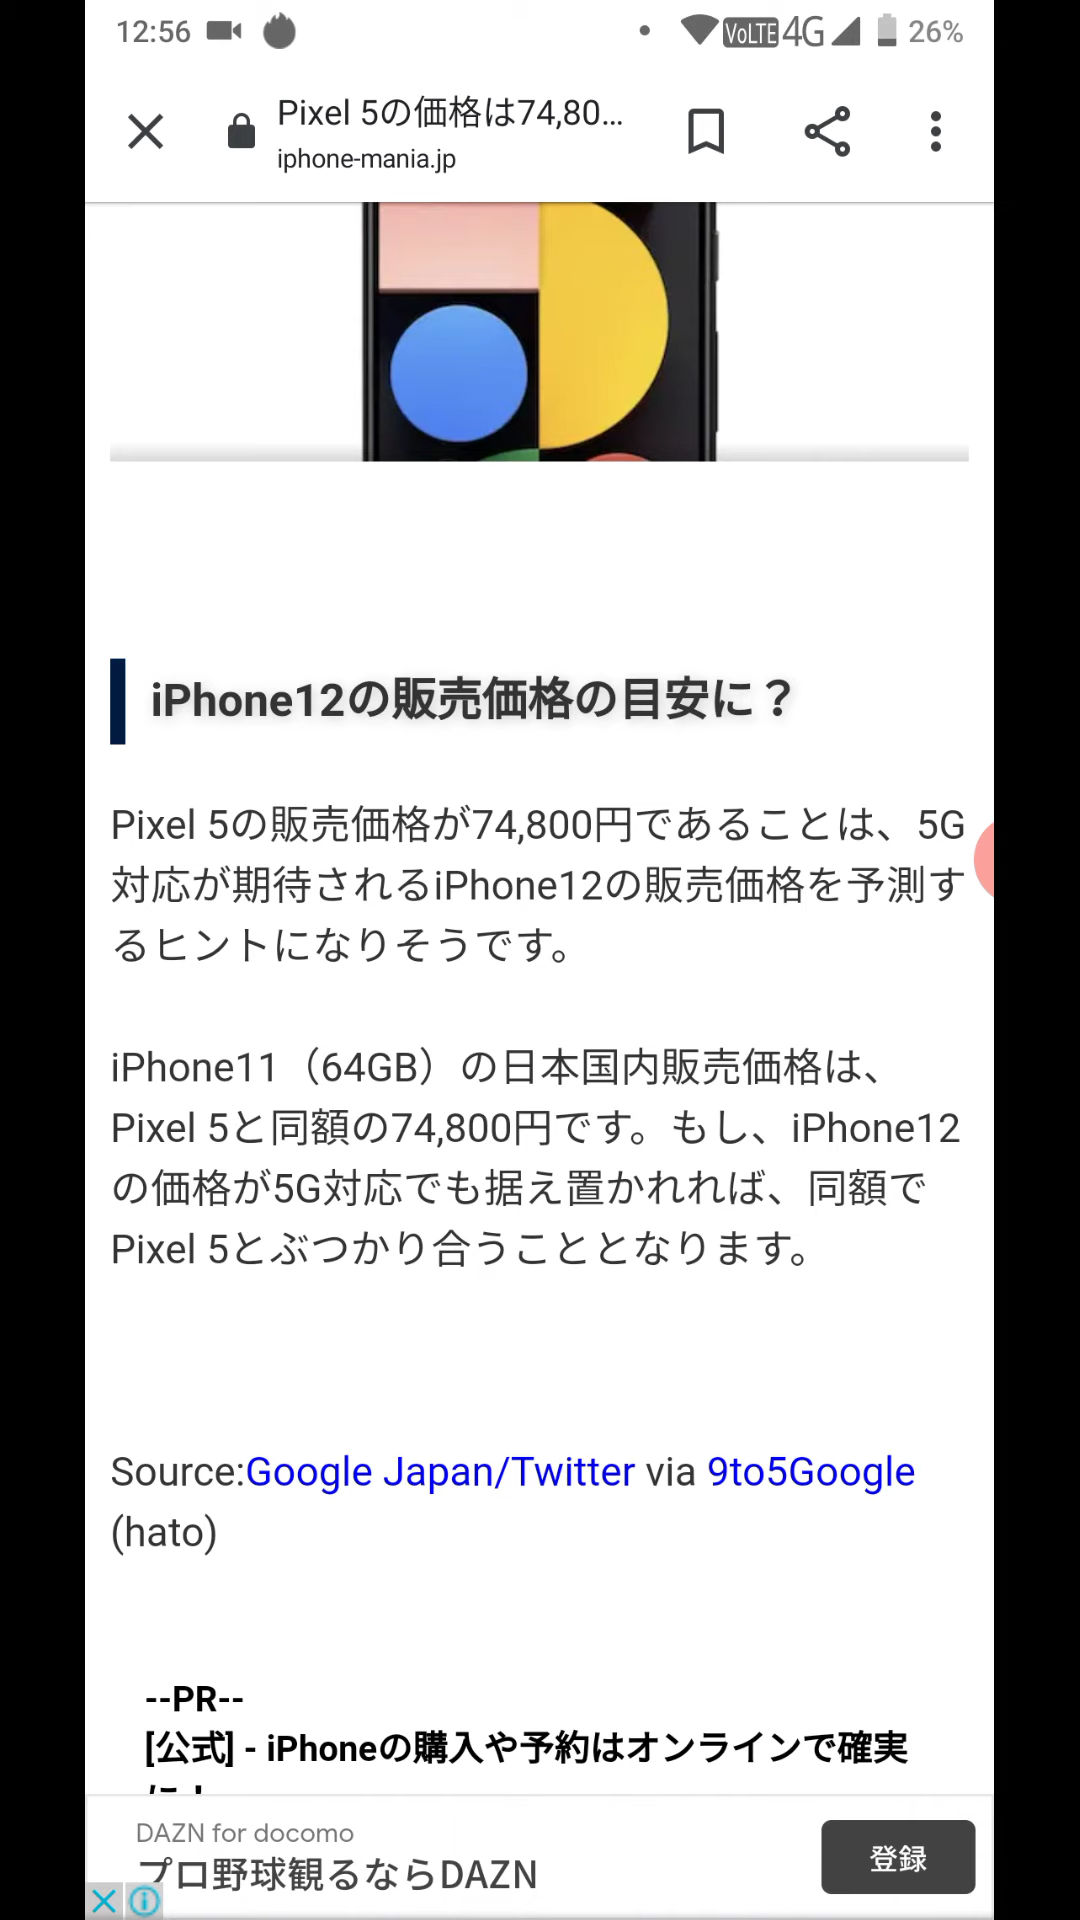 12:56
VoLTE 4G 26%
Pixel 5の価格は74,80...
iphone-mania.jp
iPhone12の販売価格の目安に？
Pixel 5の販売価格が74,800円であることは、5G
対応が期待されるiPhone12の販売価格を予測す
るヒントになりそうです。
iPhone11（64GB）の日本国内販売価格は、
Pixel 5と同額の74,800円です。もし、iPhone12
の価格が5G対応でも据え置かれれば、同額で
Pixel 5とぶつかり合うこととなります。
Source:Google Japan/Twitter via 9to5Google
(hato)
--PR--
[公式] - iPhoneの購入や予約はオンラインで確実
DAZN for docomo
プロ野球観るならDAZN
登録